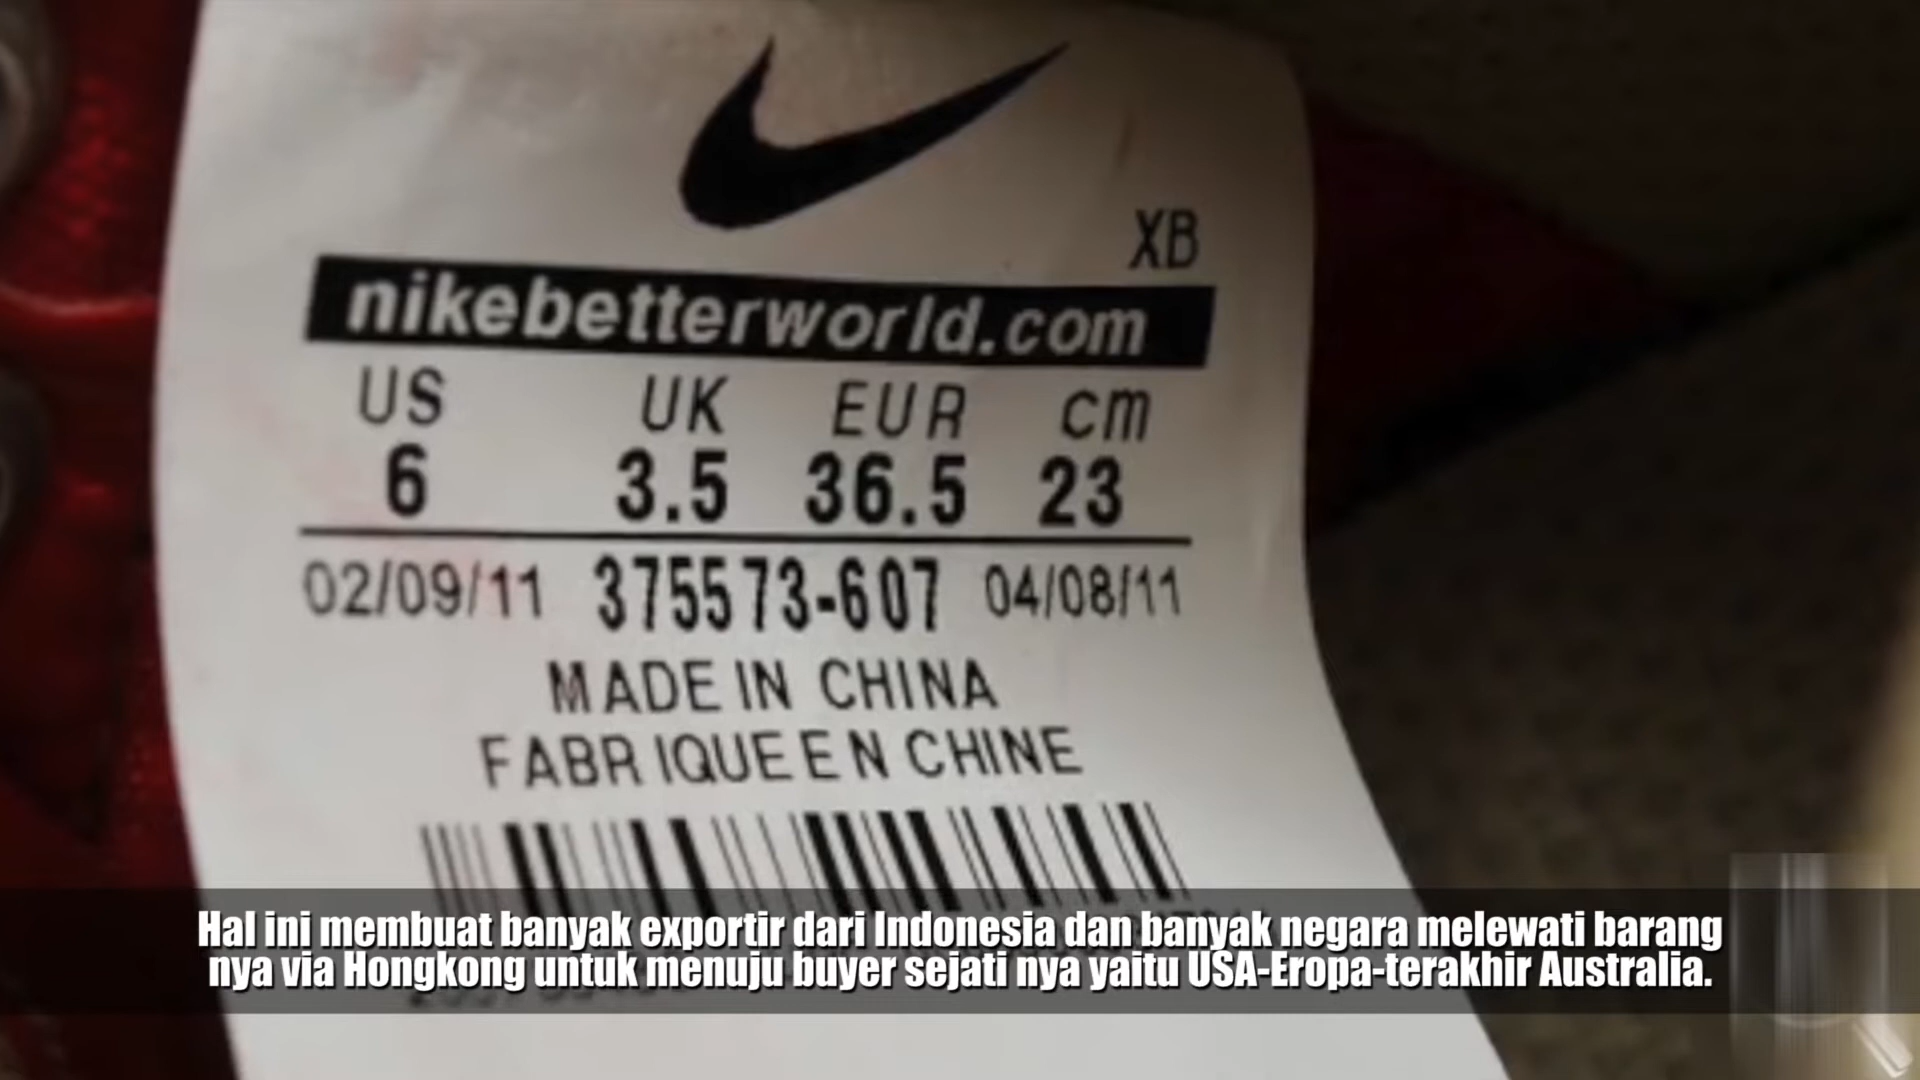 XB
nikebetterworld.com
US UK EUR cm
6 3.5 36.5 23
02/09/11 375573-607 04/08/11
MADE IN CHINA
FABRIQUE EN CHINE
Hal ini membuat banyak exportir dari Indonesia dan banyak negara melewati barang
nya via Hongkong untuk menuju buyer sejati nya yaitu USA-Eropa-terakhir Australia.